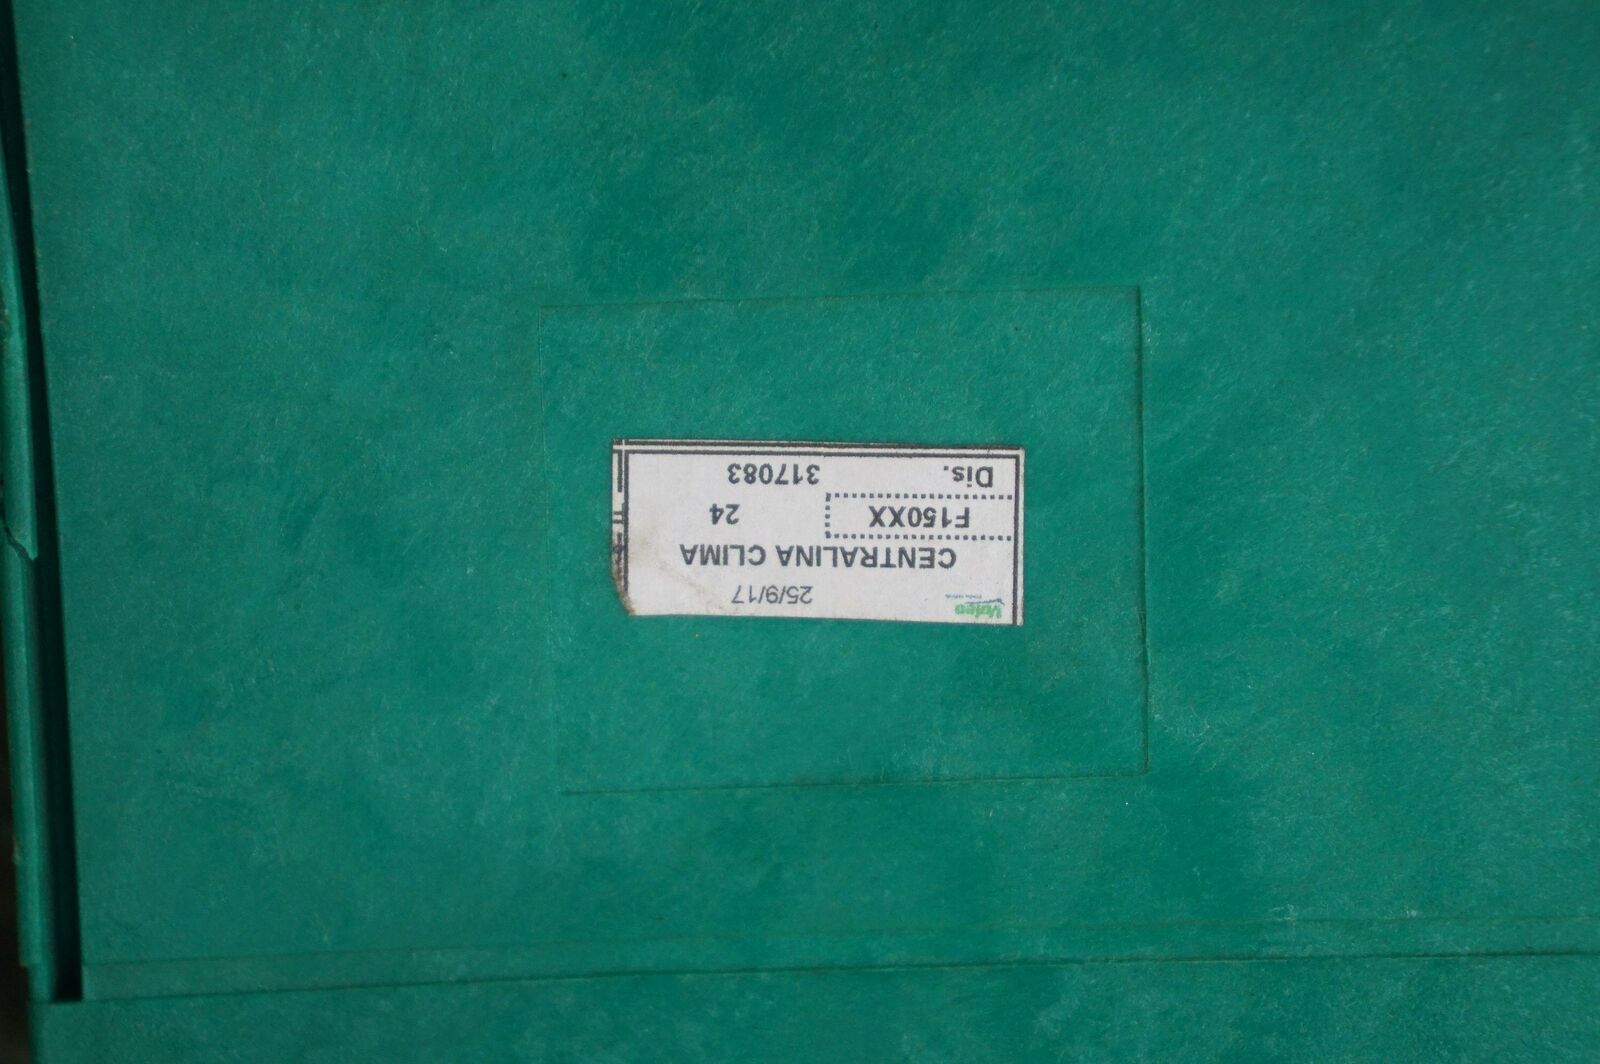 Valeo
25/9/17
CENTRALINA CLIMA
F150XX 24
Dis. 317083